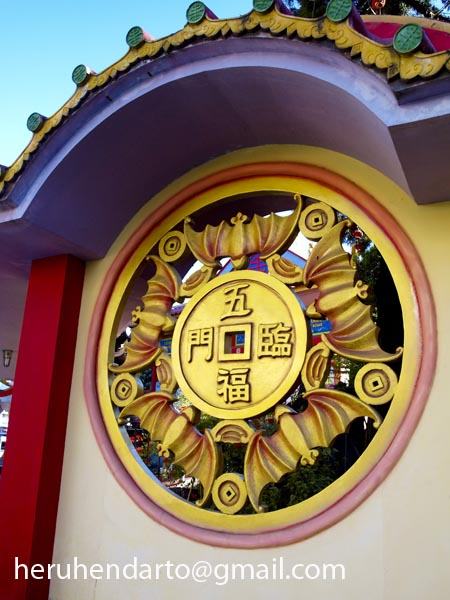 五
門 臨
福
heruhendarto@gmail.com